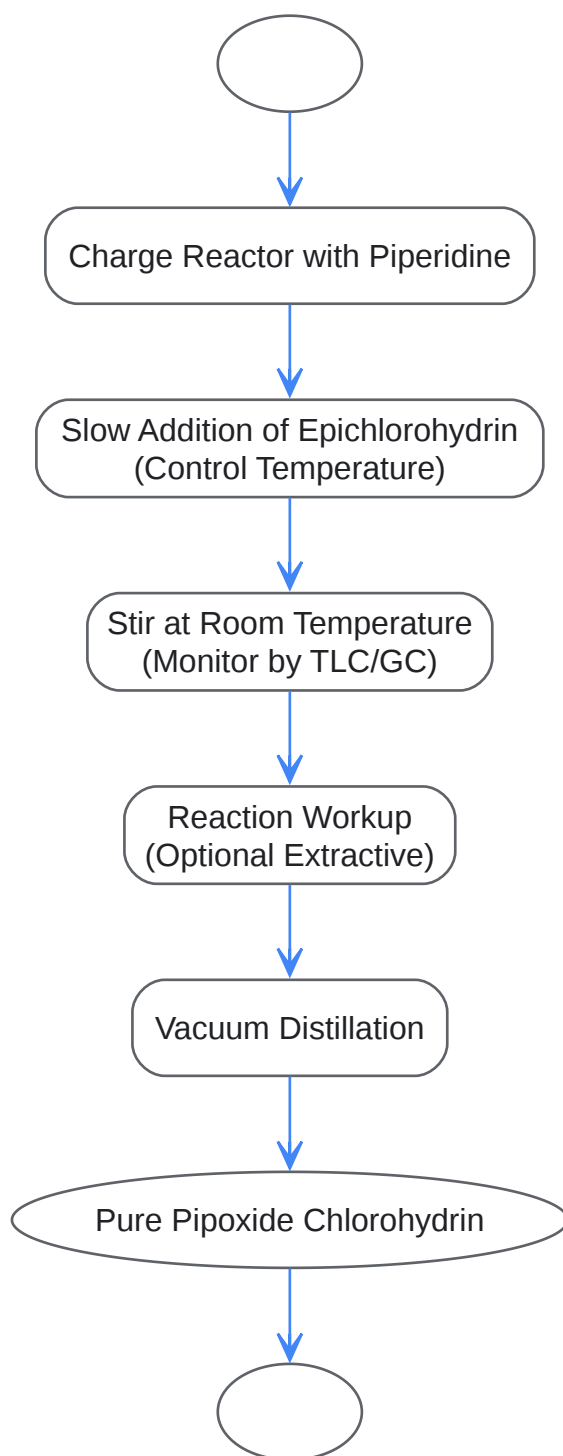 Charge Reactor with Piperidine
Slow Addition of Epichlorohydrin
(Control Temperature)
Stir at Room Temperature
(Monitor by TLC/GC)
Reaction Workup
(Optional Extractive)
Vacuum Distillation
Pure Pipoxide Chlorohydrin